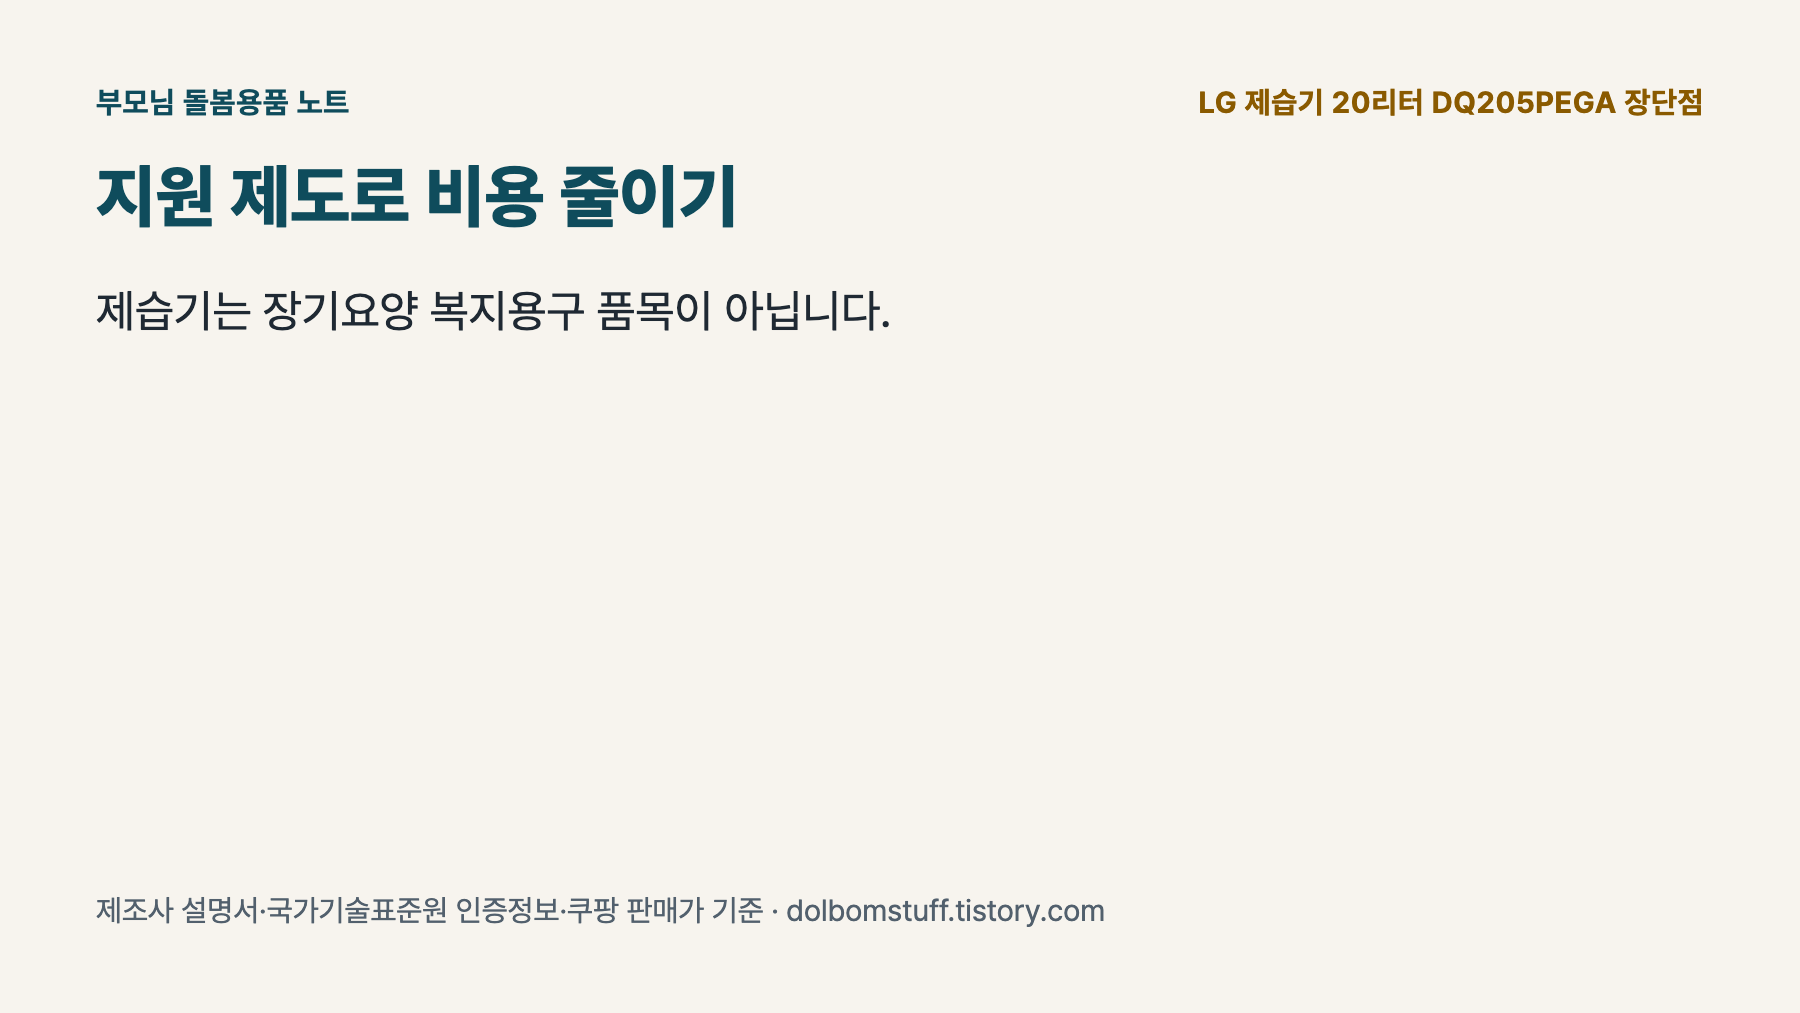 부모님 돌봄용품 노트
LG 제습기 20리터 DQ205PEGA 장단점
지원 제도로 비용 줄이기
제습기는 장기요양 복지용구 품목이 아닙니다.
제조사 설명서·국가기술표준원 인증정보·쿠팡 판매가 기준 · dolbomstuff.tistory.com